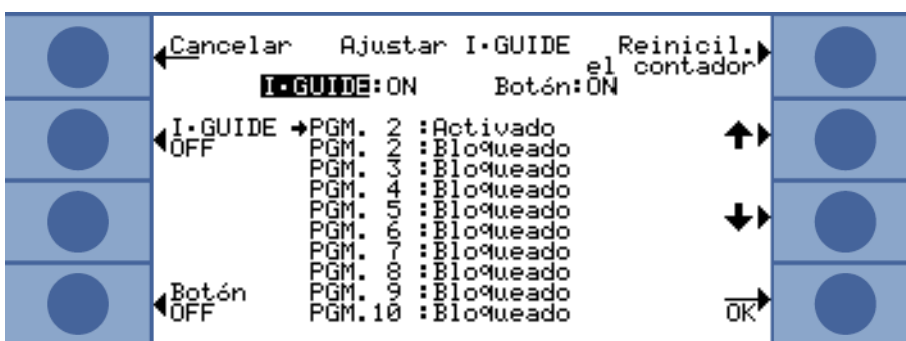 Cancelar Ajustar I·GUIDE Reinicil.
el contador
I·GUIDE:ON Botón:ON
I·GUIDE →PGM. 2 :Activado ↑
OFF PGM. 2 :Bloqueado
PGM. 3 :Bloqueado
PGM. 4 :Bloqueado
PGM. 5 :Bloqueado ↓
PGM. 6 :Bloqueado
PGM. 7 :Bloqueado
PGM. 8 :Bloqueado
Botón PGM. 9 :Bloqueado
OFF PGM.10 :Bloqueado OK